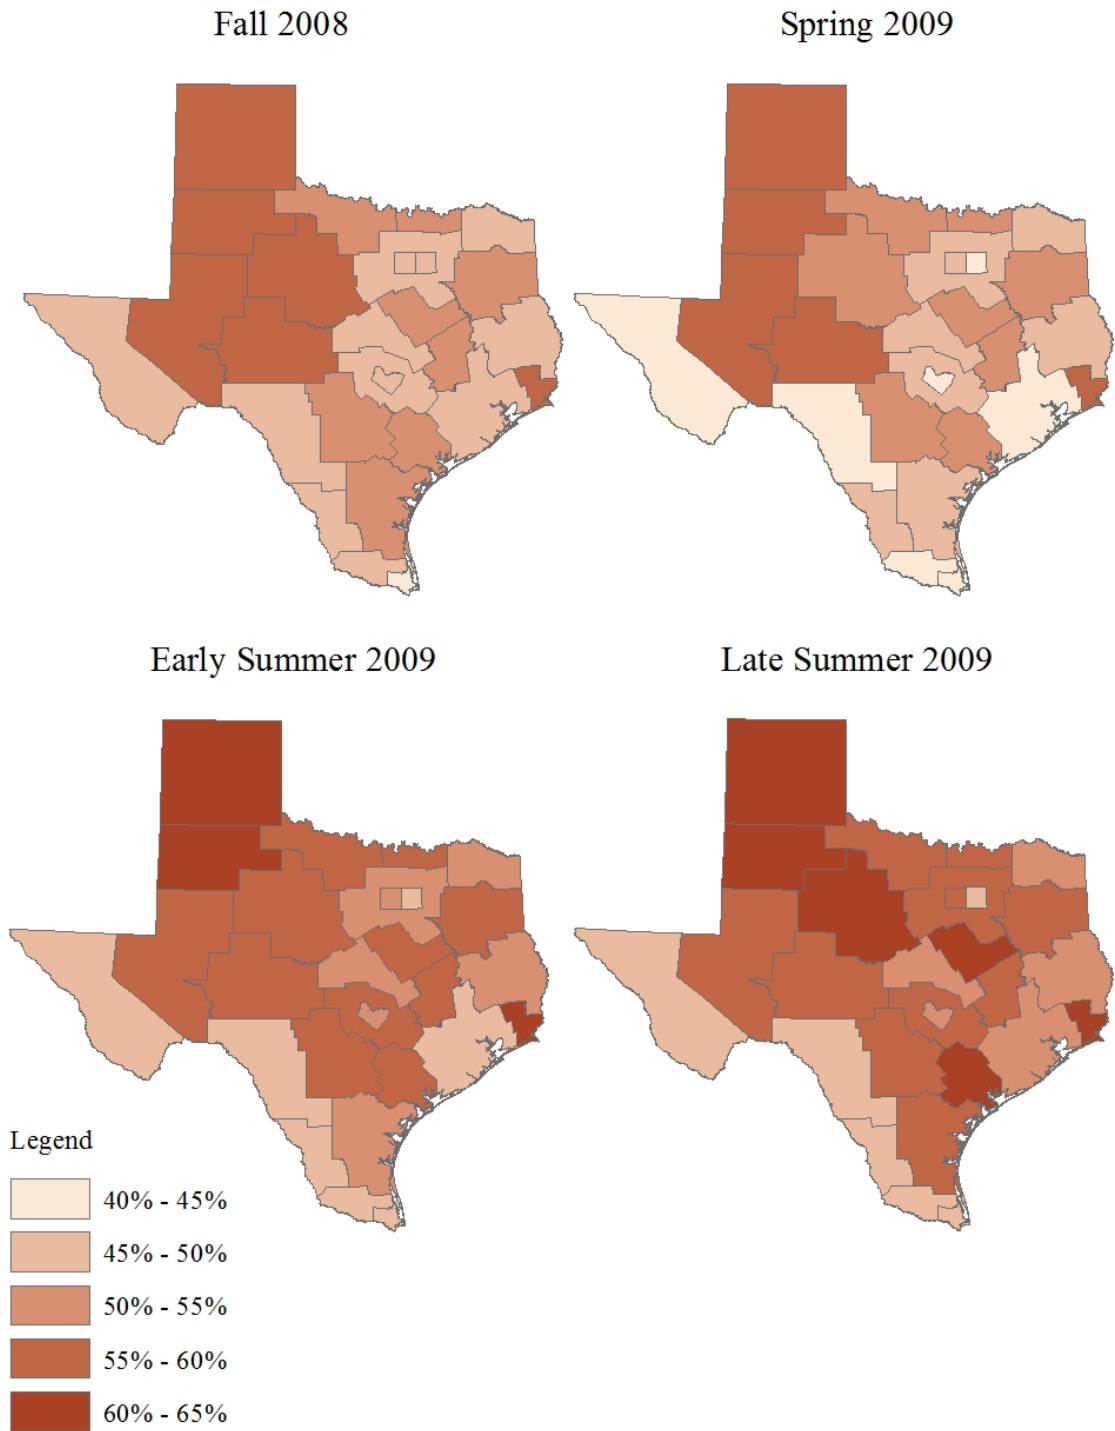 Fall 2008
Spring 2009
Early Summer 2009
Late Summer 2009
Legend
40% - 45%
45% - 50%
50% - 55%
55% - 60%
60% - 65%